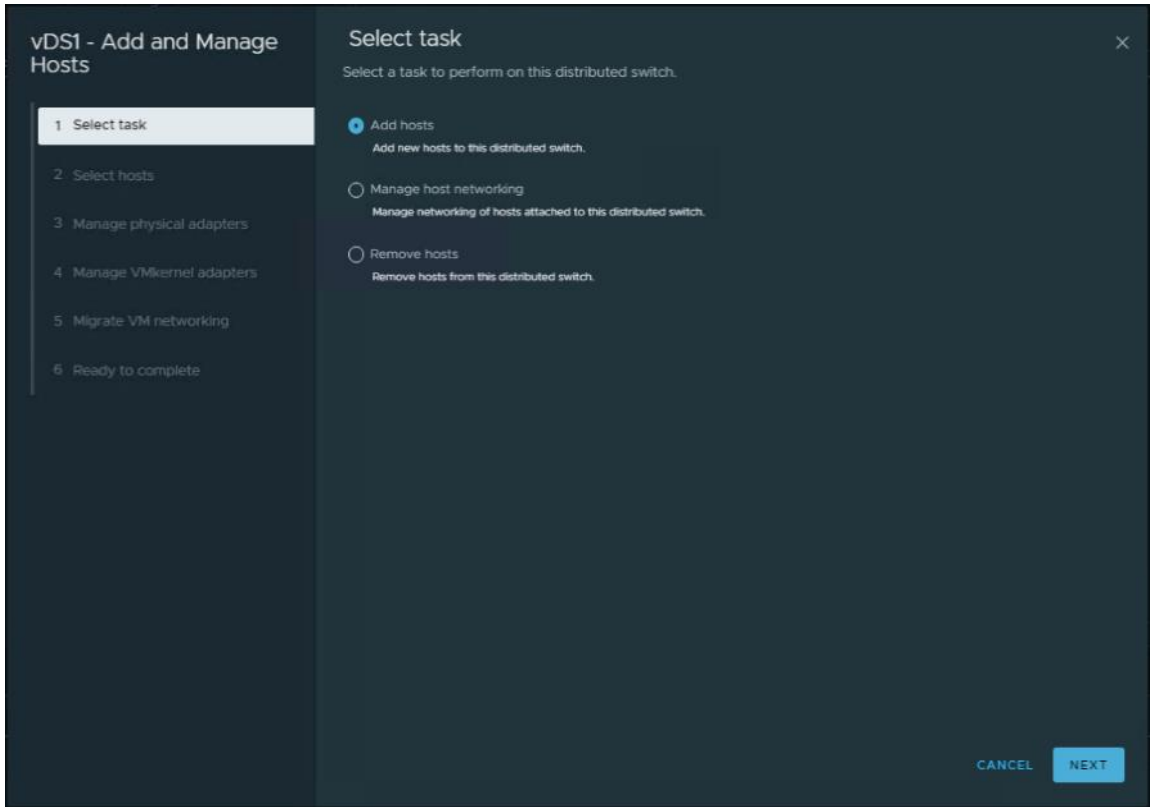 vDS1 - Add and Manage
Hosts
1 Select task
2 Select hosts
3 Manage physical adapters
4 Manage VMkernel adapters
5 Migrate VM networking
6 Ready to complete
Select task
Select a task to perform on this distributed switch.
Add hosts
Add new hosts to this distributed switch.
Manage host networking
Manage networking of hosts attached to this distributed switch.
Remove hosts
Remove hosts from this distributed switch.
CANCEL
NEXT